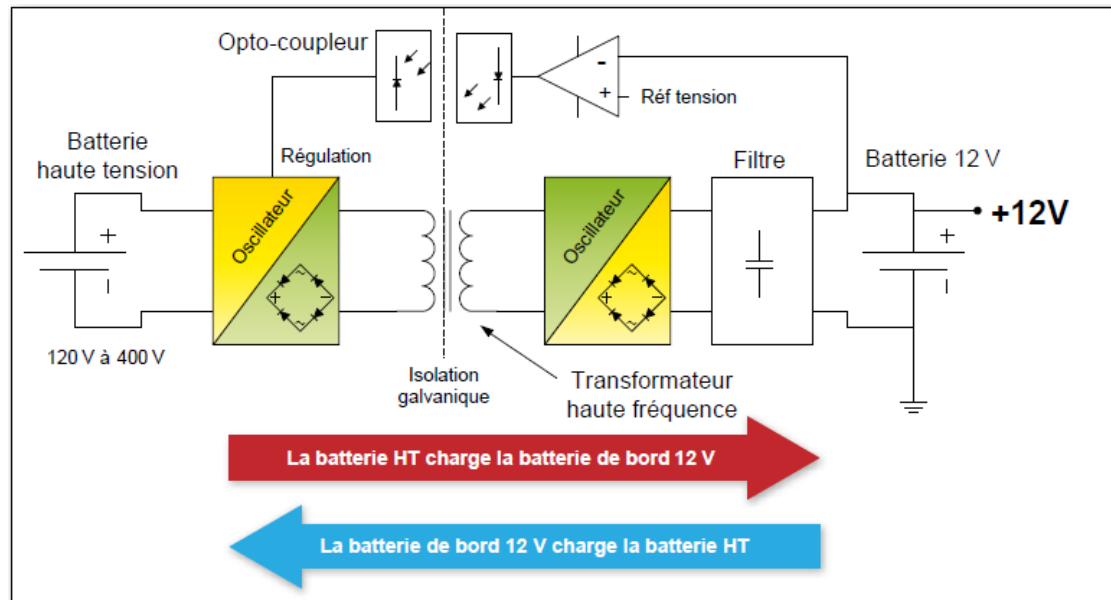 Opto-coupleur
-
+
Réf tension
Batterie
haute tension
Régulation
Filtre
Batterie 12 V
+
Oscillateur
~
+
-
~
Oscillateur
~
+
-
~
+
+12V
120 V à 400 V
Isolation
galvanique
Transformateur
haute fréquence
La batterie HT charge la batterie de bord 12 V
La batterie de bord 12 V charge la batterie HT